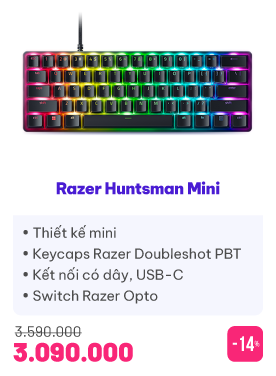 Razer Huntsman Mini
• Thiết kế mini
• Keycaps Razer Doubleshot PBT
• Kết nối có dây, USB-C
• Switch Razer Opto
3.590.000
3.090.000
-14%